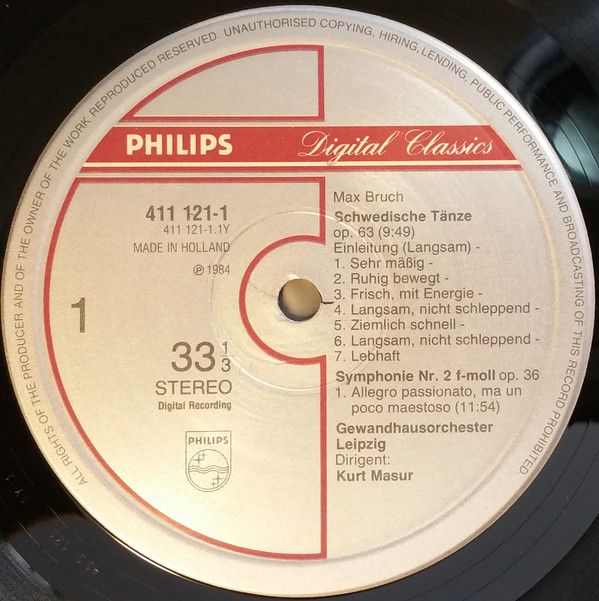 ALL RIGHTS OF THE PRODUCER AND OF THE OWNER OF THE WORK REPRODUCED RESERVED. UNAUTHORISED COPYING, HIRING, LENDING, PUBLIC PERFORMANCE AND BROADCASTING OF THIS RECORD PROHIBITED
PHILIPS Digital Classics
411 121-1
411 121-1.1Y
MADE IN HOLLAND
℗ 1984
1
33 1/3
STEREO
Digital Recording
PHILIPS
Max Bruch
Schwedische Tänze
op. 63 (9:49)
Einleitung (Langsam) -
1. Sehr mäßig -
2. Ruhig bewegt -
3. Frisch, mit Energie -
4. Langsam, nicht schleppend -
5. Ziemlich schnell -
6. Langsam, nicht schleppend -
7. Lebhaft
Symphonie Nr. 2 f-moll op. 36
1. Allegro passionato, ma un
poco maestoso (11:54)
Gewandhausorchester
Leipzig
Dirigent:
Kurt Masur